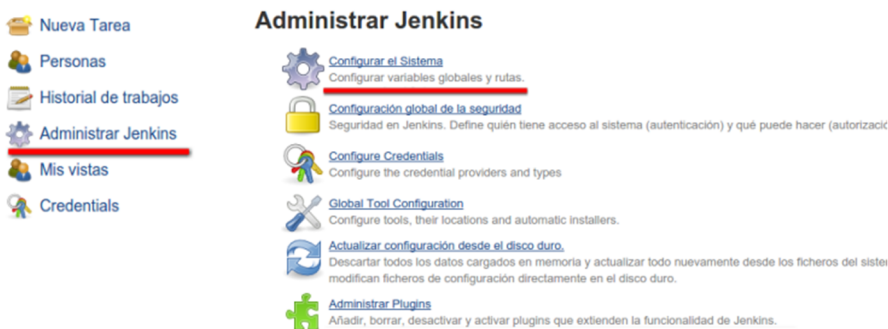 Nueva Tarea
Personas
Historial de trabajos
Administrar Jenkins
Mis vistas
Credentials
Administrar Jenkins
Configurar el Sistema
Configurar variables globales y rutas.
Configuración global de la seguridad
Seguridad en Jenkins. Define quién tiene acceso al sistema (autenticación) y qué puede hacer (autorizació
Configure Credentials
Configure the credential providers and types
Global Tool Configuration
Configure tools, their locations and automatic installers.
Actualizar configuración desde el disco duro.
Descartar todos los datos cargados en memoria y actualizar todo nuevamente desde los ficheros del siste
modifican ficheros de configuración directamente en el disco duro.
Administrar Plugins
Añadir, borrar, desactivar y activar plugins que extienden la funcionalidad de Jenkins.